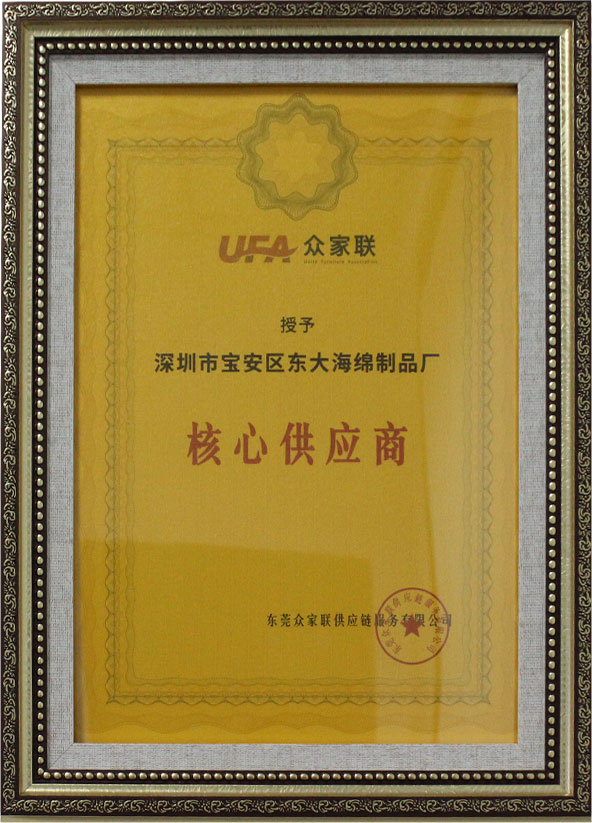 UFA 众家联
授予
深圳市宝安区东大海绵制品厂
核心供应商
东莞众家联供应链服务有限公司